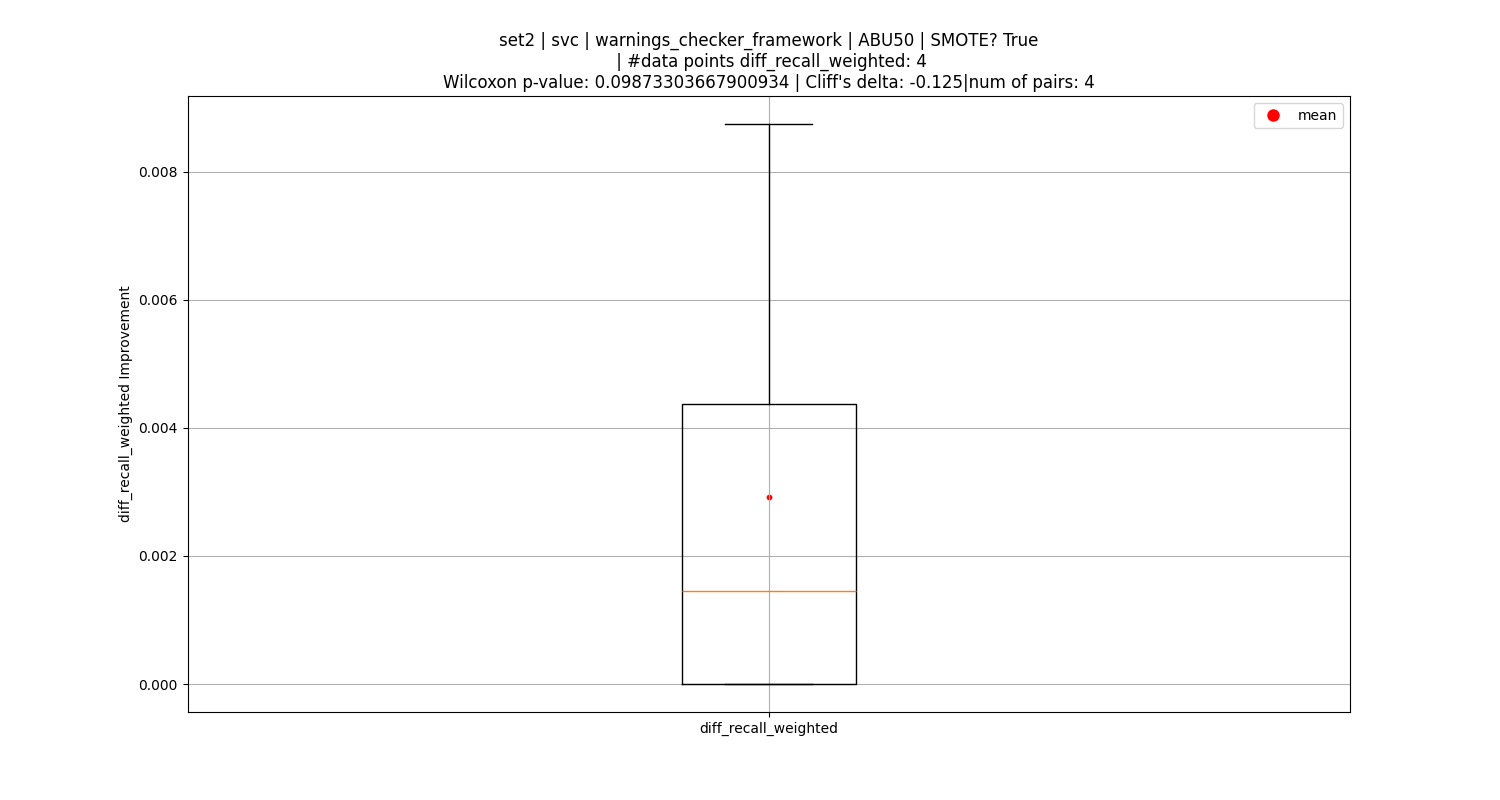 set2 | svc | warnings_checker_framework | ABU50 | SMOTE? True
| #data points diff_recall_weighted: 4
Wilcoxon p-value: 0.09873303667900934 | Cliff's delta: -0.125|num of pairs: 4
mean
0.008
0.006
0.004
0.002
0.000
diff_recall_weighted Improvement
diff_recall_weighted